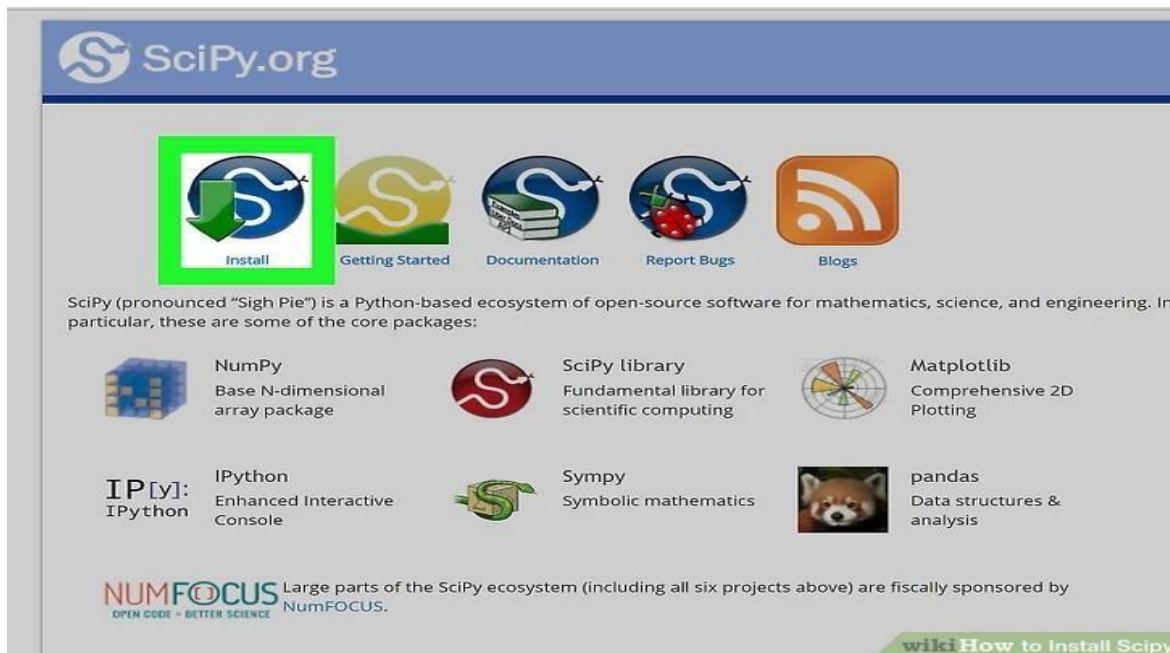 SciPy.org
Install
Getting Started
Documentation
Report Bugs
Blogs
SciPy (pronounced “Sigh Pie”) is a Python-based ecosystem of open-source software for mathematics, science, and engineering. In
particular, these are some of the core packages:
NumPy
Base N-dimensional
array package
SciPy library
Fundamental library for
scientific computing
Matplotlib
Comprehensive 2D
Plotting
IP[y]:
IPython
IPython
Enhanced Interactive
Console
Sympy
Symbolic mathematics
pandas
Data structures &
analysis
NUMFOCUS
OPEN CODE = BETTER SCIENCE
Large parts of the SciPy ecosystem (including all six projects above) are fiscally sponsored by
NumFOCUS.
wikiHow to Install Scipy